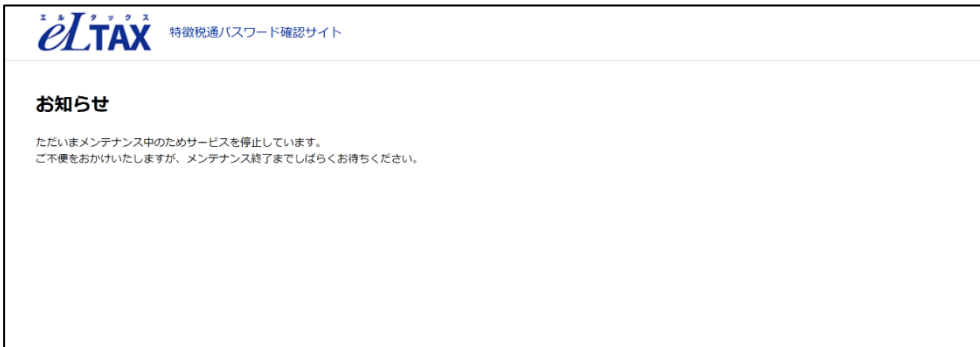 エルタックス
eLTAX 特徴税通パスワード確認サイト
お知らせ
ただいまメンテナンス中のためサービスを停止しています。
ご不便をおかけいたしますが、メンテナンス終了までしばらくお待ちください。